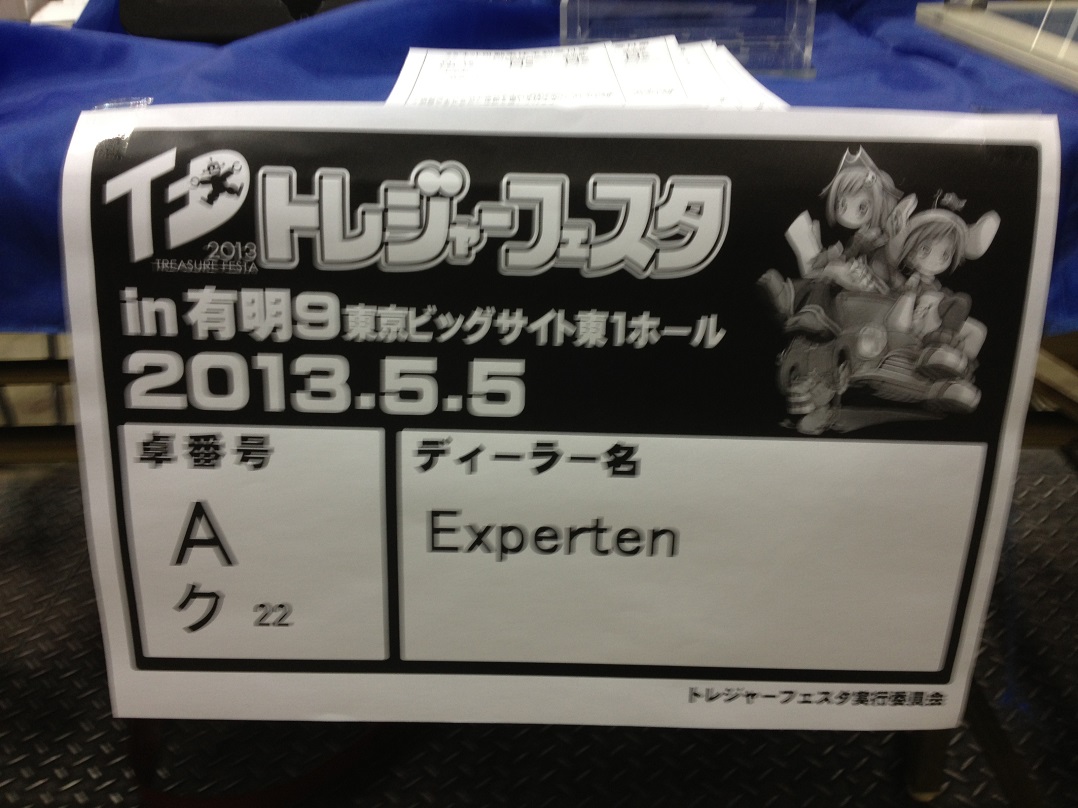 トレジャーフェスタ
2013
TREASURE FESTA
in 有明9 東京ビッグサイト東1ホール
2013.5.5
卓番号
A
ク 22
ディーラー名
Experten
トレジャーフェスタ実行委員会